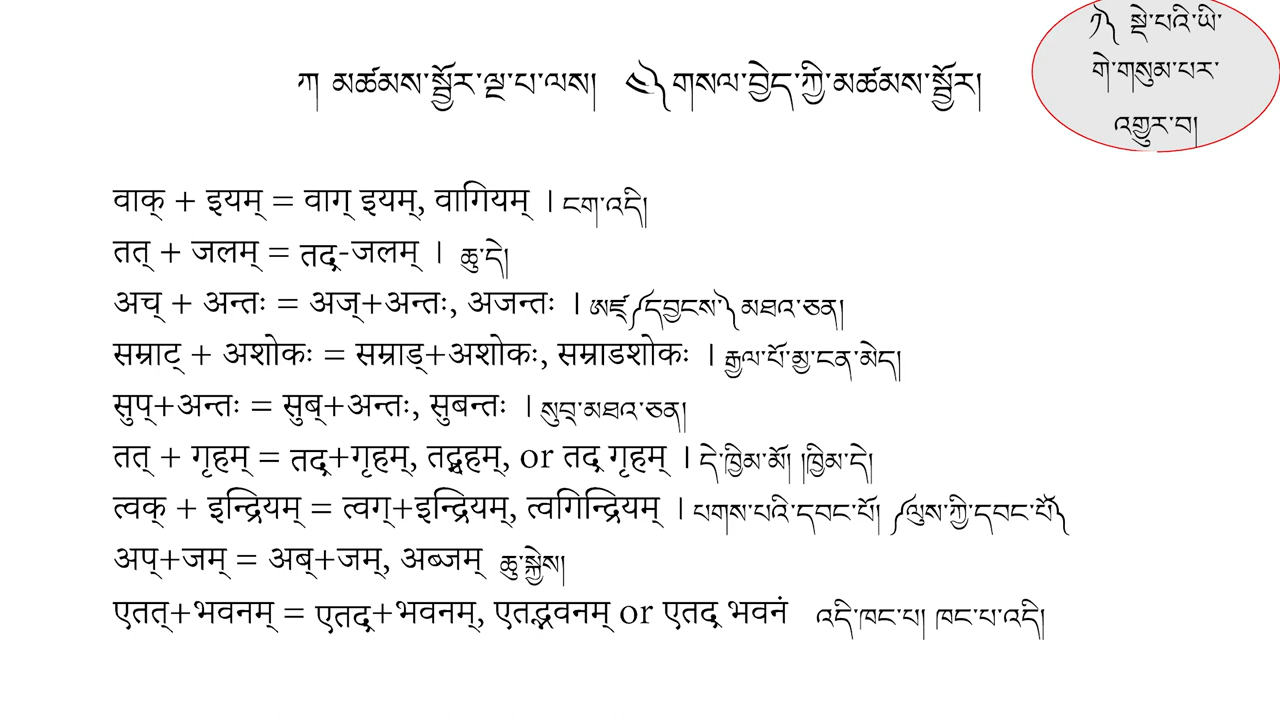 ཀ། མཚམས་སྦྱོར་ལྔ་པ་ལས། ༤༽གསལ་བྱེད་ཀྱི་མཚམས་སྦྱོར།
༡༽ སྡེ་པའི་ཡི་
གེ་གསུམ་པར་
འགྱུར་བ།
वाक् + इयम् = वाग् इयम्, वागियम् । ངག་འདི།
तत् + जलम् = तद्-जलम् । ཆུ་དེ།
अच् + अन्तः = अज्+अन्तः, अजन्तः । ཨཛ྄༼དབྱངས་༽མཐའ་ཅན།
सम्राट् + अशोकः = सम्राड्+अशोकः, सम्राडशोकः । རྒྱལ་པོ་མྱ་ངན་མེད།
सुप्+अन्तः = सुब्+अन्तः, सुबन्तः । སུབ྄་མཐའ་ཅན།
तत् + गृहम् = तद्+गृहम्, तद्गृहम्, or तद् गृहम् । དེ་ཁྱིམ་མོ། །ཁྱིམ་དེ།
त्वक् + इन्द्रियम् = त्वग्+इन्द्रियम्, त्वगिन्द्रियम् । པགས་པའི་དབང་པོ། ༼ལུས་ཀྱི་དབང་པོ༽
अप्+जम् = अब्+जम्, अब्जम् ཆུ་སྐྱེས།
एतत्+भवनम् = एतद्+भवनम्, एतद्भवनम् or एतद् भवनं འདི་ཁང་པ། ཁང་པ་འདི།